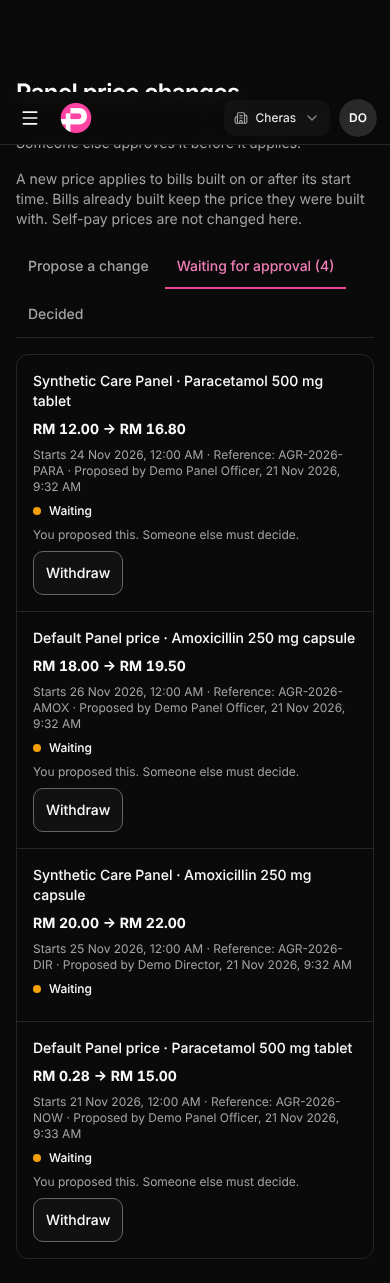 Panel price changes
Cheras
DO
Someone else approves it before it applies.
A new price applies to bills built on or after its start
time. Bills already built keep the price they were built
with. Self-pay prices are not changed here.
Propose a change
Waiting for approval (4)
Decided
Synthetic Care Panel · Paracetamol 500 mg
tablet
RM 12.00 → RM 16.80
Starts 24 Nov 2026, 12:00 AM · Reference: AGR-2026-
PARA · Proposed by Demo Panel Officer, 21 Nov 2026,
9:32 AM
Waiting
You proposed this. Someone else must decide.
Withdraw
Default Panel price · Amoxicillin 250 mg capsule
RM 18.00 → RM 19.50
Starts 26 Nov 2026, 12:00 AM · Reference: AGR-2026-
AMOX · Proposed by Demo Panel Officer, 21 Nov 2026,
9:32 AM
Waiting
You proposed this. Someone else must decide.
Withdraw
Synthetic Care Panel · Amoxicillin 250 mg
capsule
RM 20.00 → RM 22.00
Starts 25 Nov 2026, 12:00 AM · Reference: AGR-2026-
DIR · Proposed by Demo Director, 21 Nov 2026, 9:32 AM
Waiting
Default Panel price · Paracetamol 500 mg tablet
RM 0.28 → RM 15.00
Starts 21 Nov 2026, 12:00 AM · Reference: AGR-2026-
NOW · Proposed by Demo Panel Officer, 21 Nov 2026,
9:33 AM
Waiting
You proposed this. Someone else must decide.
Withdraw